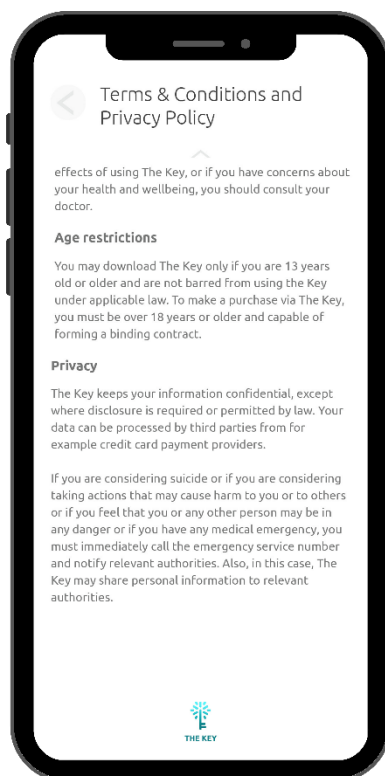 Terms & Conditions and
Privacy Policy
effects of using The Key, or if you have concerns about
your health and wellbeing, you should consult your
doctor.
Age restrictions
You may download The Key only if you are 13 years
old or older and are not barred from using the Key
under applicable law. To make a purchase via The Key,
you must be over 18 years or older and capable of
forming a binding contract.
Privacy
The Key keeps your information confidential, except
where disclosure is required or permitted by law. Your
data can be processed by third parties from for
example credit card payment providers.
If you are considering suicide or if you are considering
taking actions that may cause harm to you or to others
or if you feel that you or any other person may be in
any danger or if you have any medical emergency, you
must immediately call the emergency service number
and notify relevant authorities. Also, in this case, The
Key may share personal information to relevant
authorities.
THE KEY